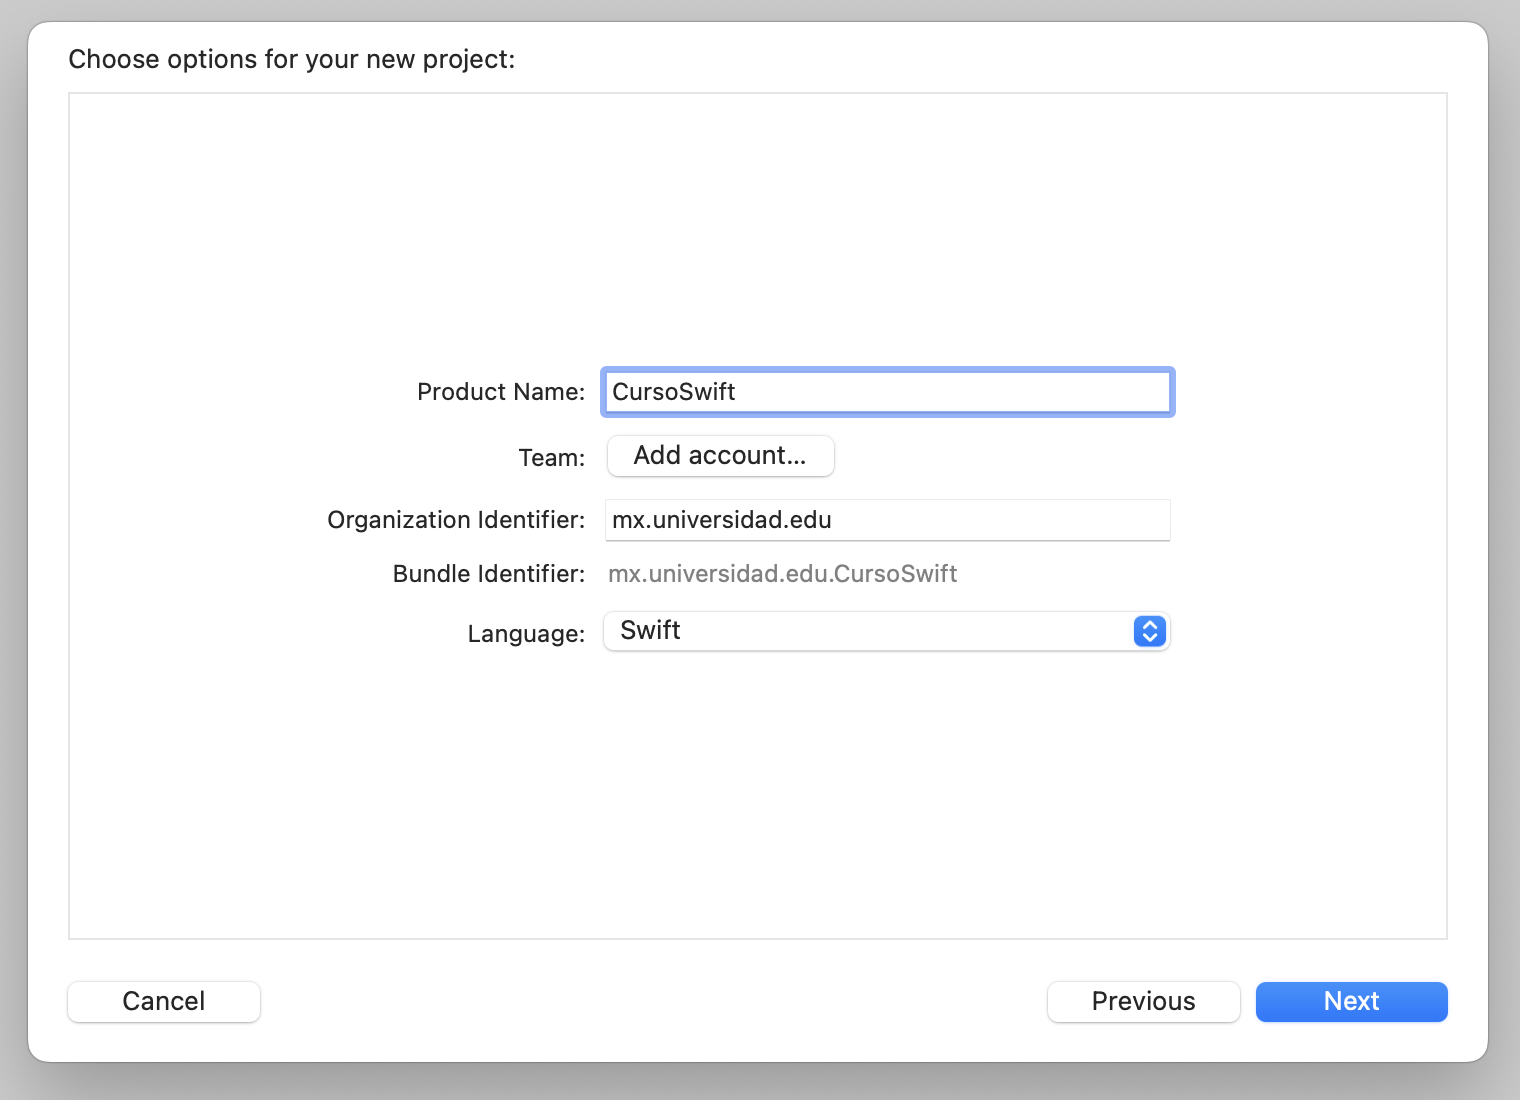 Choose options for your new project:
Product Name: CursoSwift
Team: Add account...
Organization Identifier: mx.universidad.edu
Bundle Identifier: mx.universidad.edu.CursoSwift
Language: Swift
Cancel Previous Next